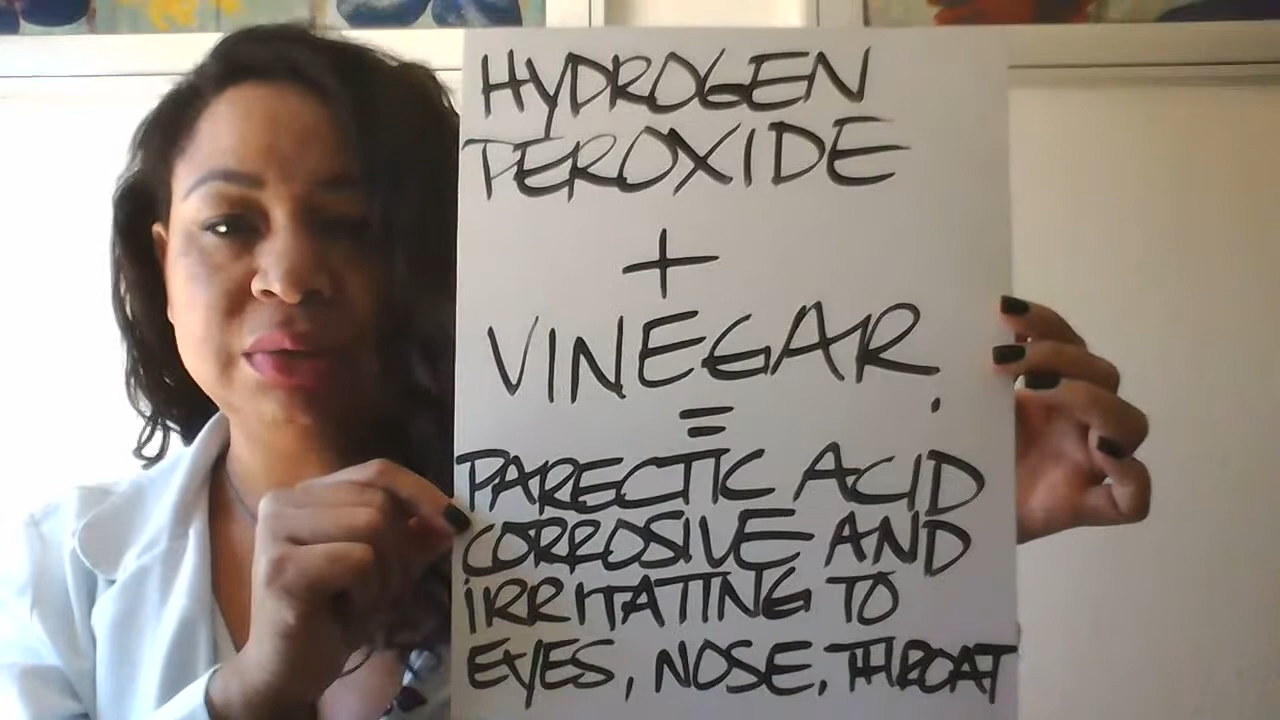 HYDROGEN
PEROXIDE
+
VINEGAR.
=
PARECTIC ACID
CORROSIVE AND
IRRITATING TO
EYES, NOSE, THROAT